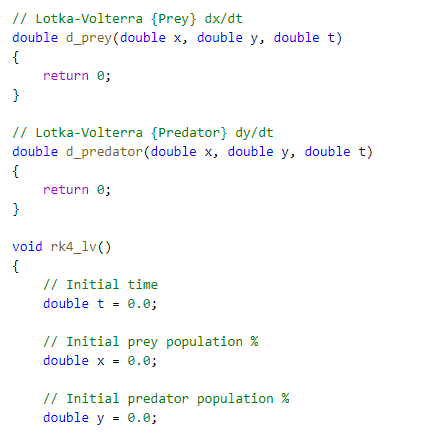 // Lotka-Volterra {Prey} dx/dt
double d_prey(double x, double y, double t)
{
    return 0;
}

// Lotka-Volterra {Predator} dy/dt
double d_predator(double x, double y, double t)
{
    return 0;
}

void rk4_lv()
{
    // Initial time
    double t = 0.0;

    // Initial prey population %
    double x = 0.0;

    // Initial predator population %
    double y = 0.0;